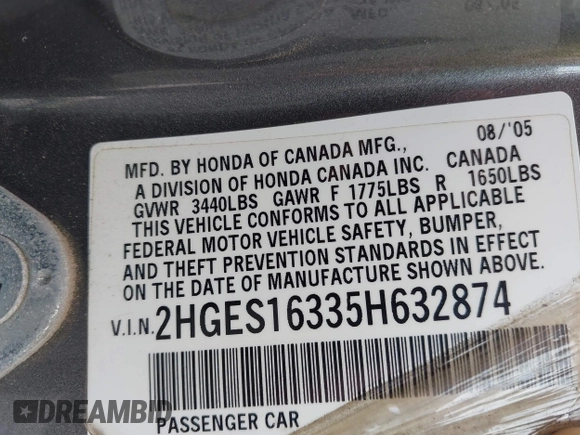 08/'05
MFD. BY HONDA OF CANADA MFG.,
A DIVISION OF HONDA CANADA INC. CANADA
GVWR 3440LBS GAWR F 1775LBS R 1650LBS
THIS VEHICLE CONFORMS TO ALL APPLICABLE
FEDERAL MOTOR VEHICLE SAFETY, BUMPER,
AND THEFT PREVENTION STANDARDS IN EFFECT
ON THE DATE OF MANUFACTURE SHOWN ABOVE.
V.I.N. 2HGES16335H632874
PASSENGER CAR
DREAMBID